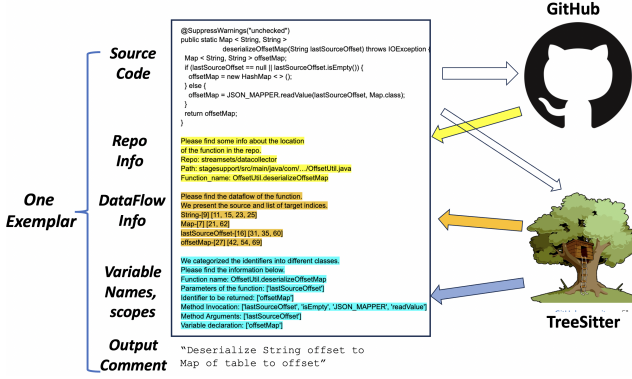 GitHub
One
Exemplar
Source
Code
@SuppressWarnings("unchecked")
public static Map < String, String >
deserializeOffsetMap(String lastSourceOffset) throws IOException {
Map < String, String > offsetMap;
if (lastSourceOffset == null || lastSourceOffset.isEmpty()) {
offsetMap = new HashMap < > ();
} else {
offsetMap = JSON_MAPPER.readValue(lastSourceOffset, Map.class);
}
return offsetMap;
}
Repo
Info
Please find some info about the location
of the function in the repo.
Repo: streamsets/datacollector
Path: stagesupport/src/main/java/com/…/OffsetUtil.java
Function_name: OffsetUtil.deserializeOffsetMap
DataFlow
Info
Please find the dataflow of the function.
We present the source and list of target indices.
String-[9] [11, 15, 23, 25]
Map-[7] [21, 62]
lastSourceOffset-[16] [31, 35, 60]
offsetMap-[27] [42, 54, 69]
Variable
Names,
scopes
We categorized the identifiers into different classes.
Please find the information below.
Function name: OffsetUtil.deserializeOffsetMap
Parameters of the function: ['lastSourceOffset']
Identifier to be returned: ['offsetMap']
Method Invocation: ['lastSourceOffset', 'isEmpty', 'JSON_MAPPER', 'readValue']
Method Arguments: ['lastSourceOffset']
Variable declaration: ['offsetMap']
TreeSitter
Output
Comment
"Deserialize String offset to
Map of table to offset"